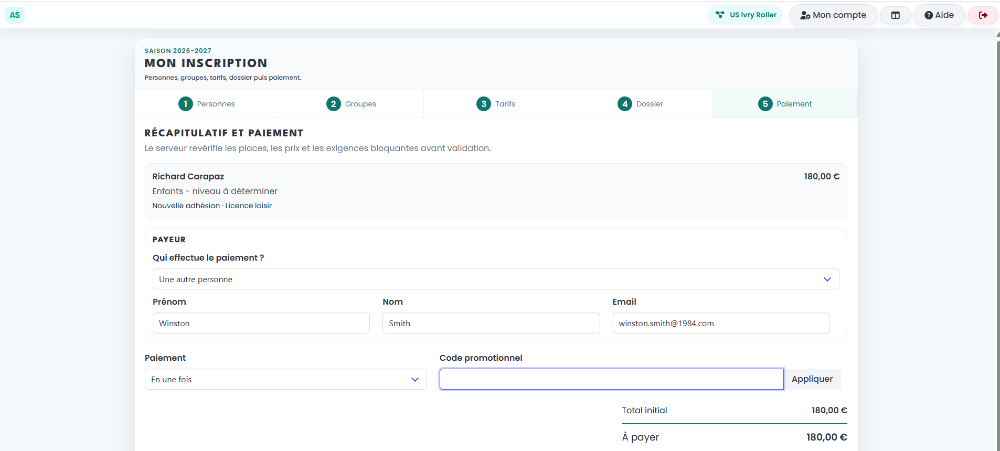 AS
US Ivry Roller
Mon compte
Aide
SAISON 2026-2027
MON INSCRIPTION
Personnes, groupes, tarifs, dossier puis paiement.
1 Personnes
2 Groupes
3 Tarifs
4 Dossier
5 Paiement
RÉCAPITULATIF ET PAIEMENT
Le serveur revérifie les places, les prix et les exigences bloquantes avant validation.
Richard Carapaz 180,00 €
Enfants - niveau à déterminer
Nouvelle adhésion · Licence loisir
PAYEUR
Qui effectue le paiement ?
Une autre personne
Prénom Nom Email
Winston Smith winston.smith@1984.com
Paiement Code promotionnel
En une fois Appliquer
Total initial 180,00 €
À payer 180,00 €